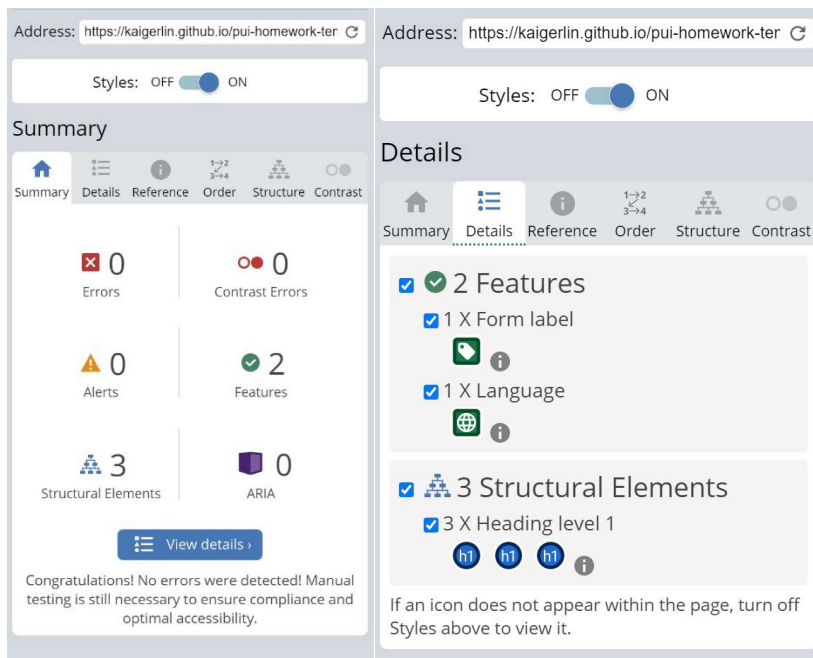 Address: https://kaigerlin.github.io/pui-homework-ter
Styles: OFF ON
Summary
Summary Details Reference Order Structure Contrast
0
Errors
0
Contrast Errors
0
Alerts
2
Features
3
Structural Elements
0
ARIA
View details ›
Congratulations! No errors were detected! Manual
testing is still necessary to ensure compliance and
optimal accessibility.
Address: https://kaigerlin.github.io/pui-homework-ter
Styles: OFF ON
Details
Summary Details Reference Order Structure Contrast
2 Features
1 X Form label
1 X Language
3 Structural Elements
3 X Heading level 1
h1 h1 h1
If an icon does not appear within the page, turn off
Styles above to view it.